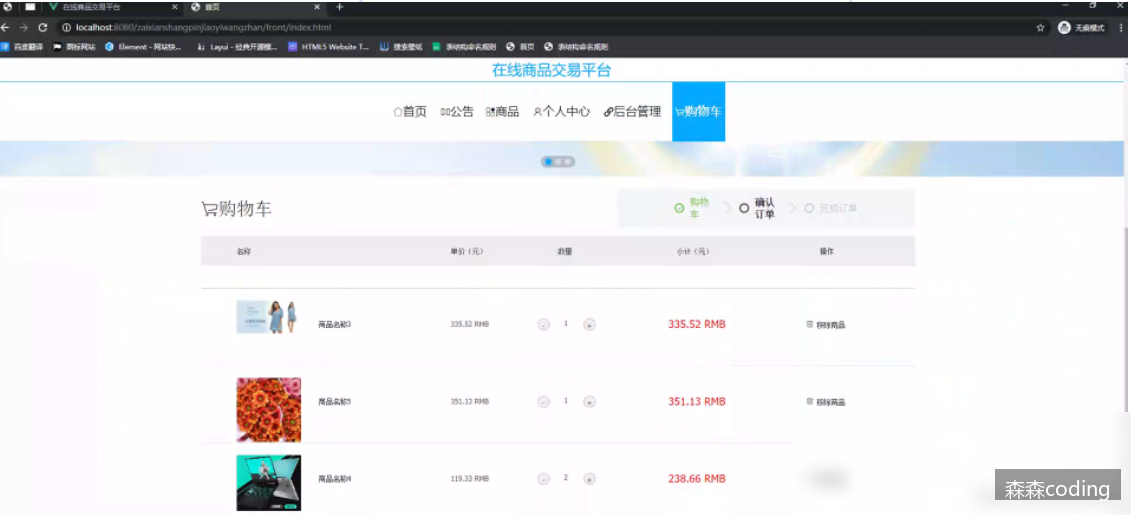 在线商品交易平台
首页
localhost:8080/zaixianshangpinjiaoyiwangzhan/front/index.html
无痕模式
百度翻译 图标网站 Element - 网站快... Layui - 经典开源模... HTML5 Website T... 搜索壁纸 表结构命名规则 首页 表结构命名规则
在线商品交易平台
首页 公告 商品 个人中心 后台管理 购物车
购物车
购物车
确认订单
完成订单
名称 单价（元） 数量 小计（元） 操作
商品名称3 335.52 RMB - 1 + 335.52 RMB 移除商品
商品名称5 351.13 RMB - 1 + 351.13 RMB 移除商品
商品名称4 119.33 RMB - 2 + 238.66 RMB
森森coding